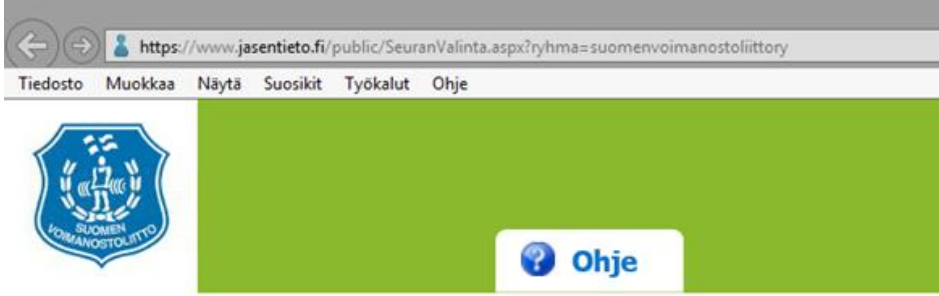 https://www.jasentieto.fi/public/SeuranValinta.aspx?ryhma=suomenvoimanostoliittory
Tiedosto Muokkaa Näytä Suosikit Työkalut Ohje
SUOMEN
VOIMANOSTOLIITTO
Ohje